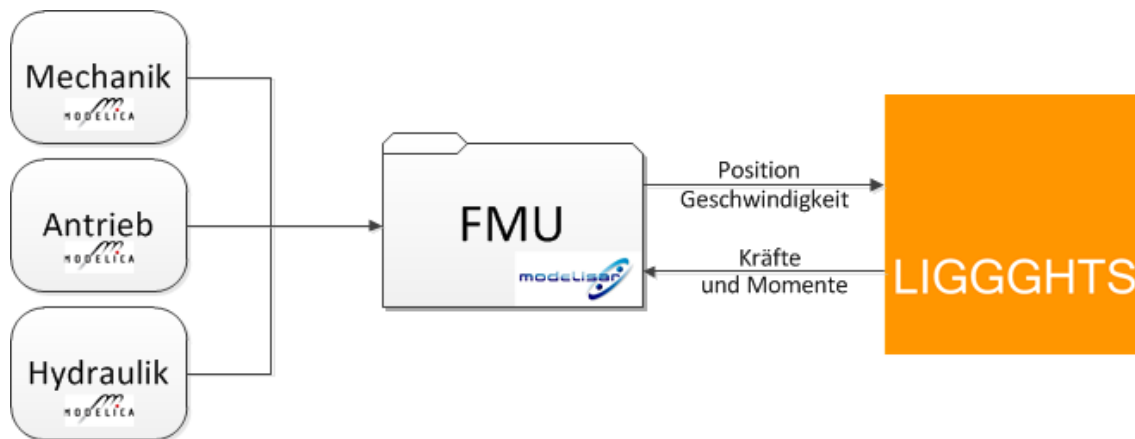 Mechanik
MODELICA
Antrieb
MODELICA
Hydraulik
MODELICA
FMU
modelisar
Position
Geschwindigkeit
Kräfte
und Momente
LIGGGHTS